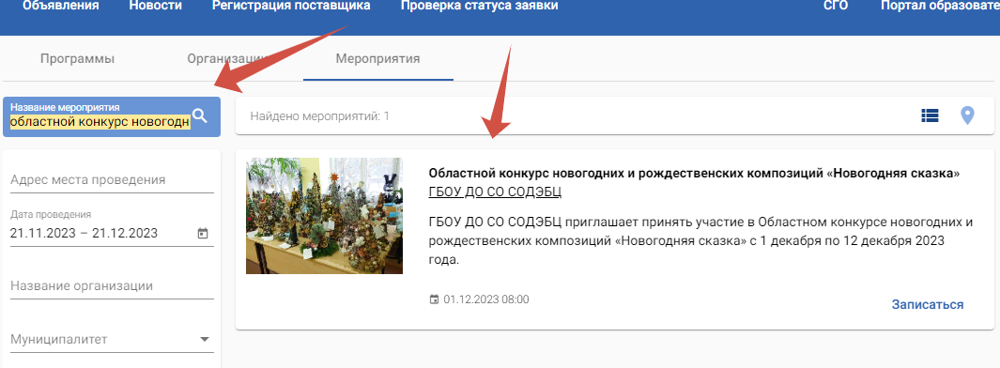 Объявления Новости Регистрация поставщика Проверка статуса заявки СГО Портал образовате
Программы Организации Мероприятия
Название мероприятия
областной конкурс новогодн
Найдено мероприятий: 1
Адрес места проведения
Дата проведения
21.11.2023 – 21.12.2023
Название организации
Муниципалитет
Областной конкурс новогодних и рождественских композиций «Новогодняя сказка»
ГБОУ ДО СО СОДЭБЦ
ГБОУ ДО СО СОДЭБЦ приглашает принять участие в Областном конкурсе новогодних и
рождественских композиций «Новогодняя сказка» с 1 декабря по 12 декабря 2023
года.
01.12.2023 08:00
Записаться